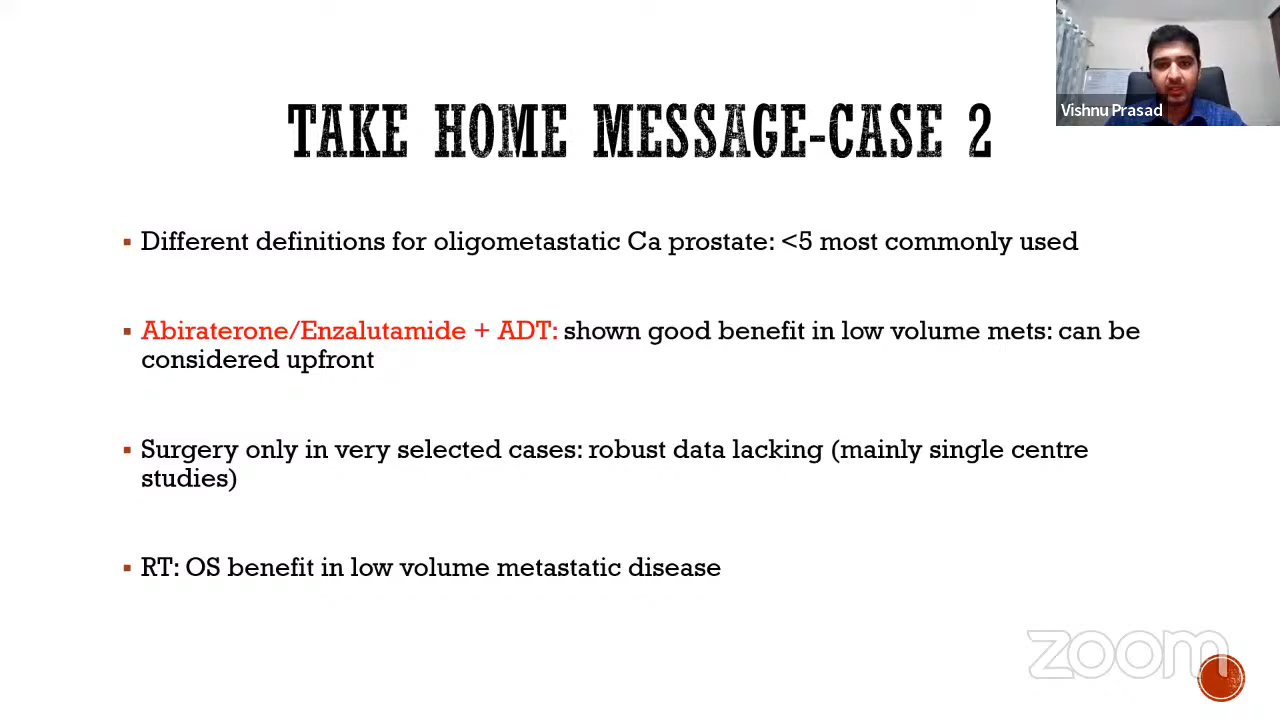 Vishnu Prasad
TAKE HOME MESSAGE-CASE 2
▪ Different definitions for oligometastatic Ca prostate: <5 most commonly used
▪ Abiraterone/Enzalutamide + ADT: shown good benefit in low volume mets: can be
considered upfront
▪ Surgery only in very selected cases: robust data lacking (mainly single centre
studies)
▪ RT: OS benefit in low volume metastatic disease
zoom